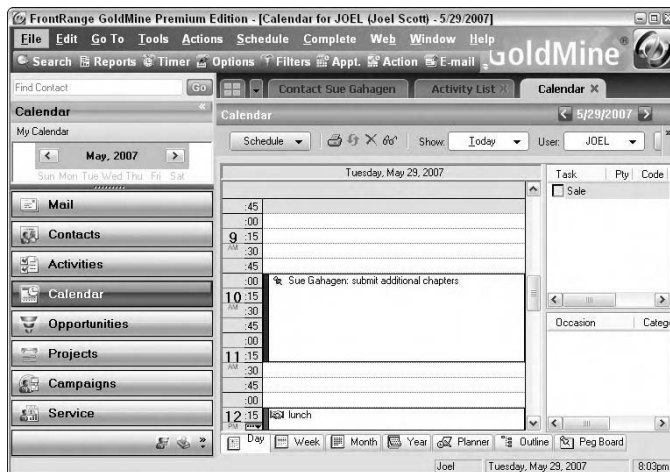 FrontRange GoldMine Premium Edition - [Calendar for JOEL (Joel Scott) - 5/29/2007]
File Edit Go To Tools Actions Schedule Complete Web Window Help
Search Reports Timer Options Filters Appt. Action E-mail GoldMine®
Find Contact Go Contact Sue Gahagen Activity List Calendar
Calendar
Calendar 5/29/2007
My Calendar
Schedule Show: Today User: JOEL
May, 2007
Sun Mon Tue Wed Thu Fri Sat
Tuesday, May 29, 2007
Task Pty Code
Sale
Mail
Contacts
Activities
Calendar
Opportunities
Projects
Campaigns
Service
:45
:00
9 AM :15
:30
:45
:00 Sue Gahagen: submit additional chapters
10 AM :15
:30
:45
:00
11 AM :15
:30
:45
:00
12 PM :15 lunch
Occasion Catego
Day Week Month Year Planner Outline Peg Board
Joel Tuesday, May 29, 2007 8:03pm